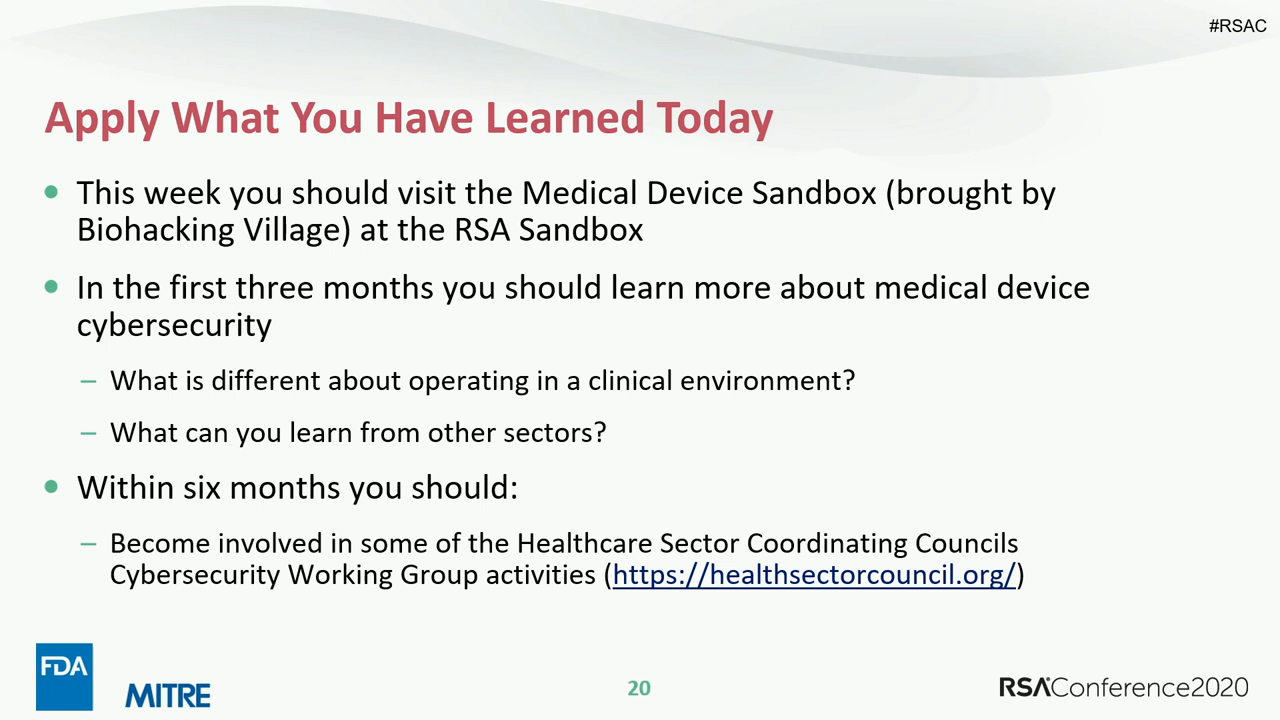 #RSAC
Apply What You Have Learned Today
• This week you should visit the Medical Device Sandbox (brought by
Biohacking Village) at the RSA Sandbox
• In the first three months you should learn more about medical device
cybersecurity
– What is different about operating in a clinical environment?
– What can you learn from other sectors?
• Within six months you should:
– Become involved in some of the Healthcare Sector Coordinating Councils
Cybersecurity Working Group activities (https://healthsectorcouncil.org/)
FDA
MITRE
20
RSAConference2020